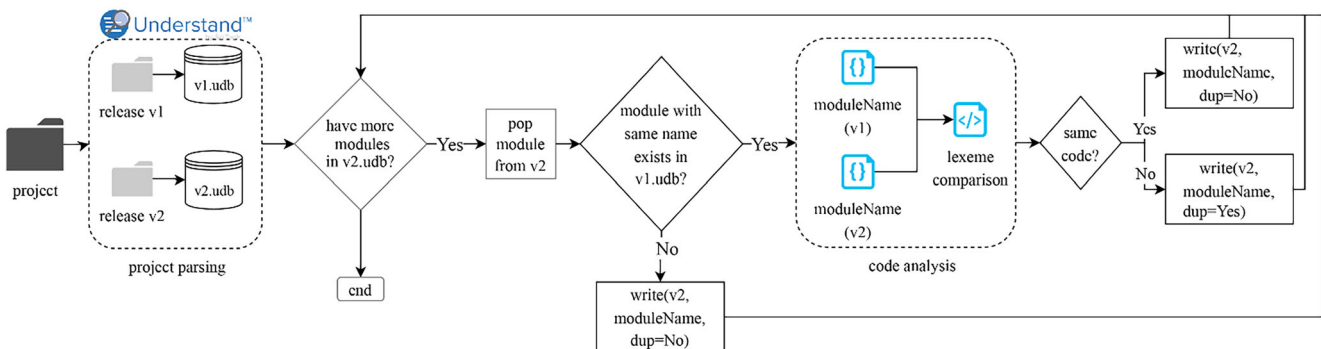 Understand™
v1.udb
release v1
v2.udb
release v2
project
project parsing
have more
modules
in v2.udb?
Yes
end
pop
module
from v2
module with
same name
exists in
v1.udb?
Yes
No
write(v2,
moduleName,
dup=No)
{}
moduleName
(v1)
{}
moduleName
(v2)
</>
lexeme
comparison
code analysis
same
code?
Yes
No
write(v2,
moduleName,
dup=No)
write(v2,
moduleName,
dup=Yes)